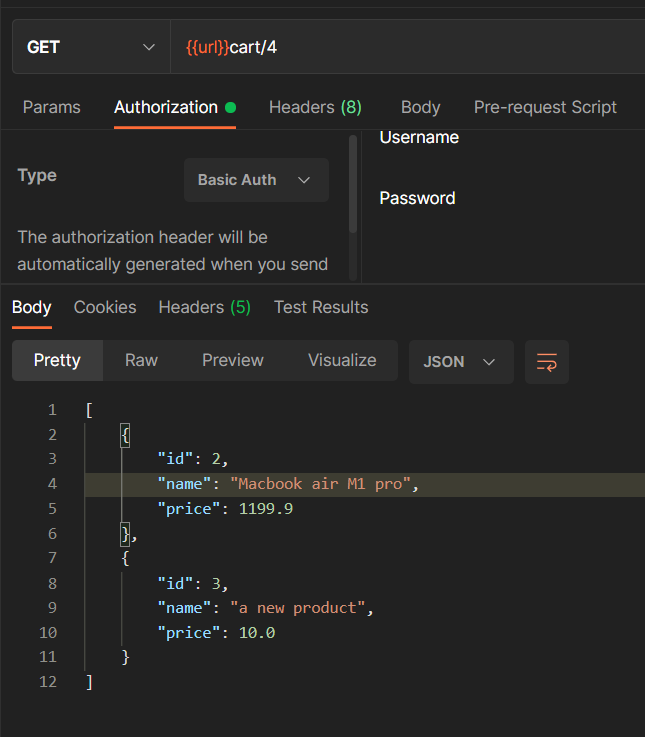 GET {{url}}cart/4
Params Authorization Headers (8) Body Pre-request Script
Type Basic Auth
The authorization header will be
automatically generated when you send
Username
Password
Body Cookies Headers (5) Test Results
Pretty Raw Preview Visualize JSON
1 [
2 {
3 "id": 2,
4 "name": "Macbook air M1 pro",
5 "price": 1199.9
6 },
7 {
8 "id": 3,
9 "name": "a new product",
10 "price": 10.0
11 }
12 ]